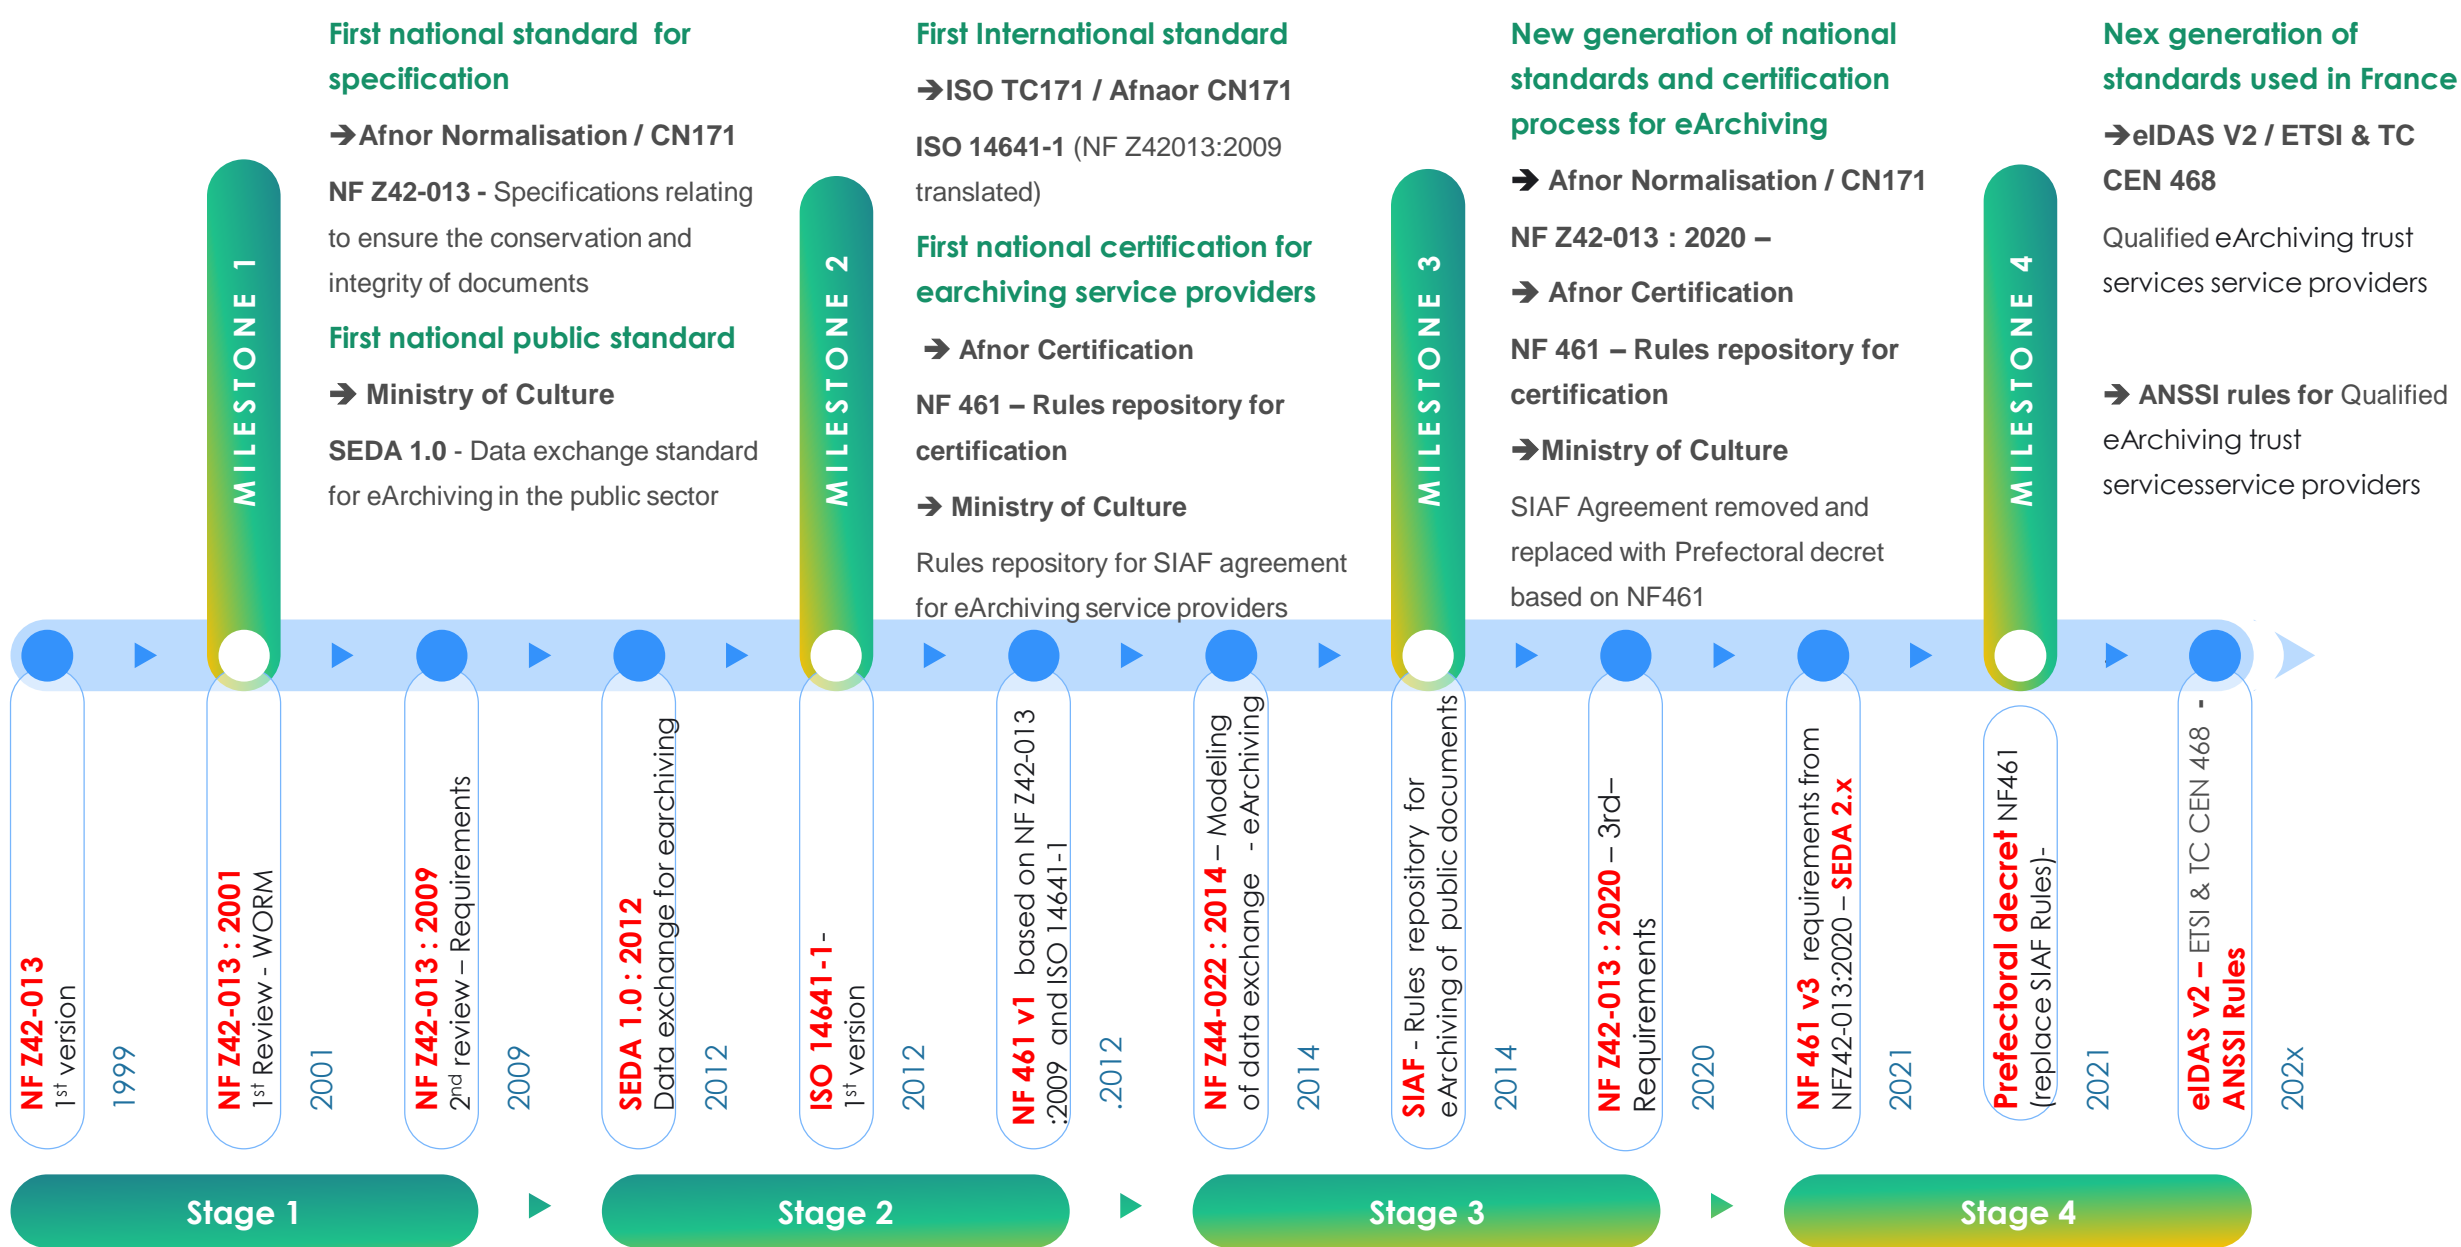 First national standard for
specification
➔Afnor Normalisation / CN171
NF Z42-013 - Specifications relating
to ensure the conservation and
integrity of documents
First national public standard
➔ Ministry of Culture
SEDA 1.0 - Data exchange standard
for eArchiving in the public sector
First International standard
➔ISO TC171 / Afnaor CN171
ISO 14641-1 (NF Z42013:2009
translated)
First national certification for
earchiving service providers
➔ Afnor Certification
NF 461 – Rules repository for
certification
➔ Ministry of Culture
Rules repository for SIAF agreement
for eArchiving service providers
New generation of national
standards and certification
process for eArchiving
➔ Afnor Normalisation / CN171
NF Z42-013 : 2020 –
➔ Afnor Certification
NF 461 – Rules repository for
certification
➔Ministry of Culture
SIAF Agreement removed and
replaced with Prefectoral decret
based on NF461
Nex generation of
standards used in France
➔eIDAS V2 / ETSI & TC
CEN 468
Qualified eArchiving trust
services service providers
➔ ANSSI rules for Qualified
eArchiving trust
servicesservice providers
MILESTONE 1
MILESTONE 2
MILESTONE 3
MILESTONE 4
NF Z42-013
1st version
1999
NF Z42-013 : 2001
1st Review - WORM
2001
NF Z42-013 : 2009
2nd review – Requirements
2009
SEDA 1.0 : 2012
Data exchange for earchiving
2012
ISO 14641-1 -
1st version
2012
NF 461 v1 based on NF Z42-013
:2009 and ISO 14641-1
.2012
NF Z44-022 : 2014 – Modeling
of data exchange - eArchiving
2014
SIAF - Rules repository for
eArchiving of public documents
2014
NF Z42-013 : 2020 – 3rd–
Requirements
2020
NF 461 v3 requirements from
NFZ42-013:2020 – SEDA 2.x
2021
Prefectoral decret NF461
(replace SIAF Rules)-
2021
eIDAS v2 – ETSI & TC CEN 468 -
ANSSI Rules
202x
Stage 1
Stage 2
Stage 3
Stage 4